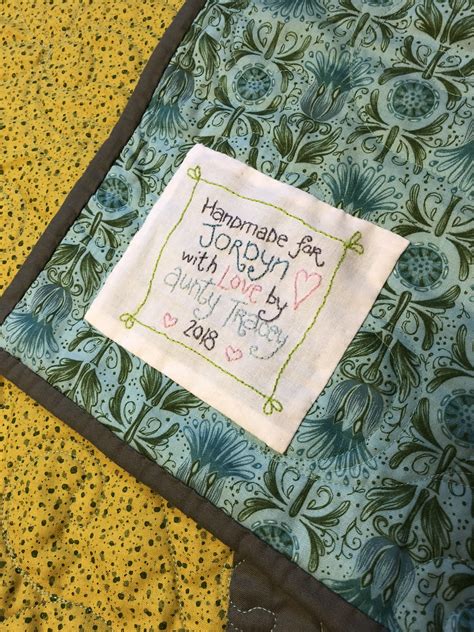 Handmade for
JORDYN
with Love by
aunty TRacey
2018